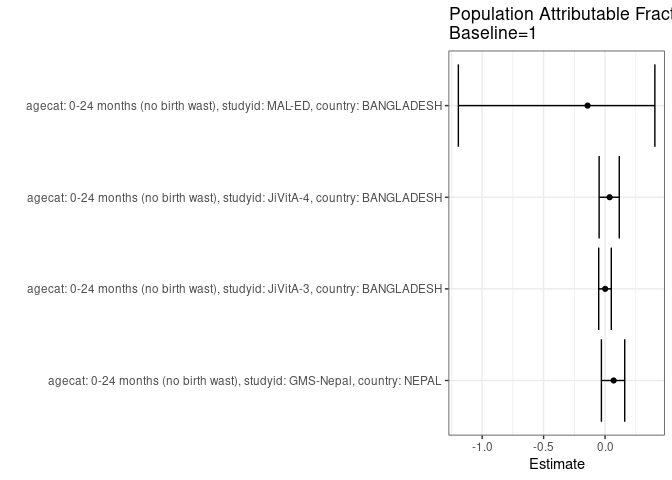 Population Attributable Frac
Baseline=1
agecat: 0-24 months (no birth wast), studyid: MAL-ED, country: BANGLADESH
agecat: 0-24 months (no birth wast), studyid: JiVitA-4, country: BANGLADESH
agecat: 0-24 months (no birth wast), studyid: JiVitA-3, country: BANGLADESH
agecat: 0-24 months (no birth wast), studyid: GMS-Nepal, country: NEPAL
-1.0 -0.5 0.0
Estimate